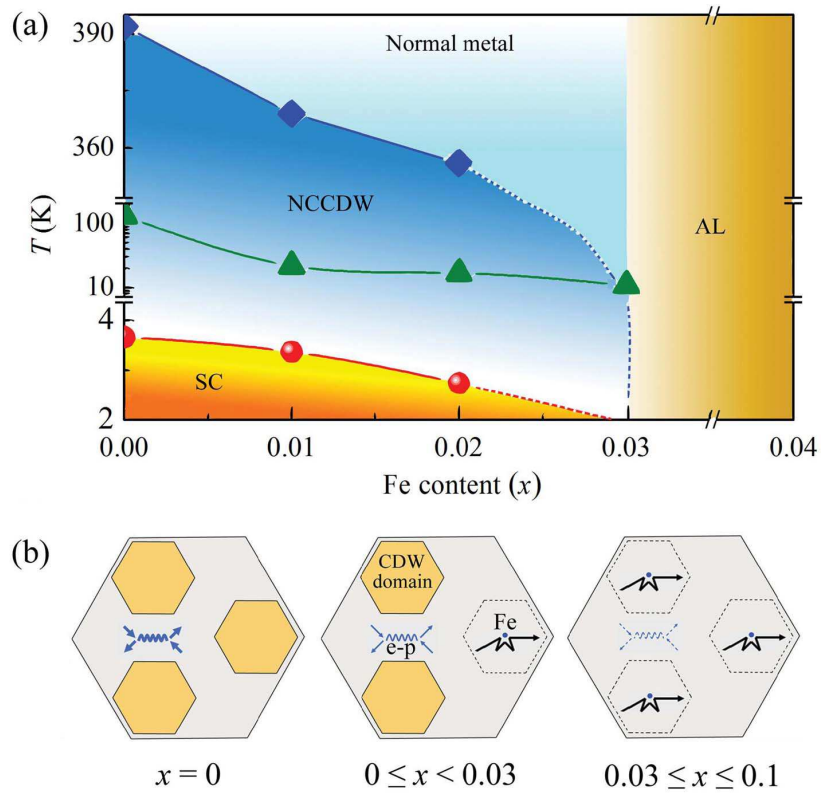 (a)
390
360
100
10
4
2
T (K)
Normal metal
NCCDW
AL
SC
0.00
0.01
0.02
0.03
0.04
Fe content (x)
(b)
CDW
domain
e-p
Fe
x = 0
0 ≤ x < 0.03
0.03 ≤ x ≤ 0.1